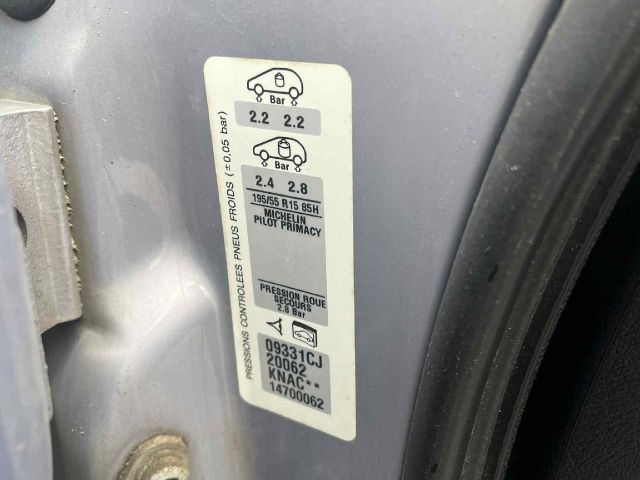 Bar
2.2 2.2
Bar
2.4 2.8
195/55 R15 85H
MICHELIN
PILOT PRIMACY
PRESSION ROUE
SECOURS
2.8 Bar
09331CJ
20062
KNAC**
14700062
PRESSIONS CONTROLEES PNEUS FROIDS (±0,05 bar)